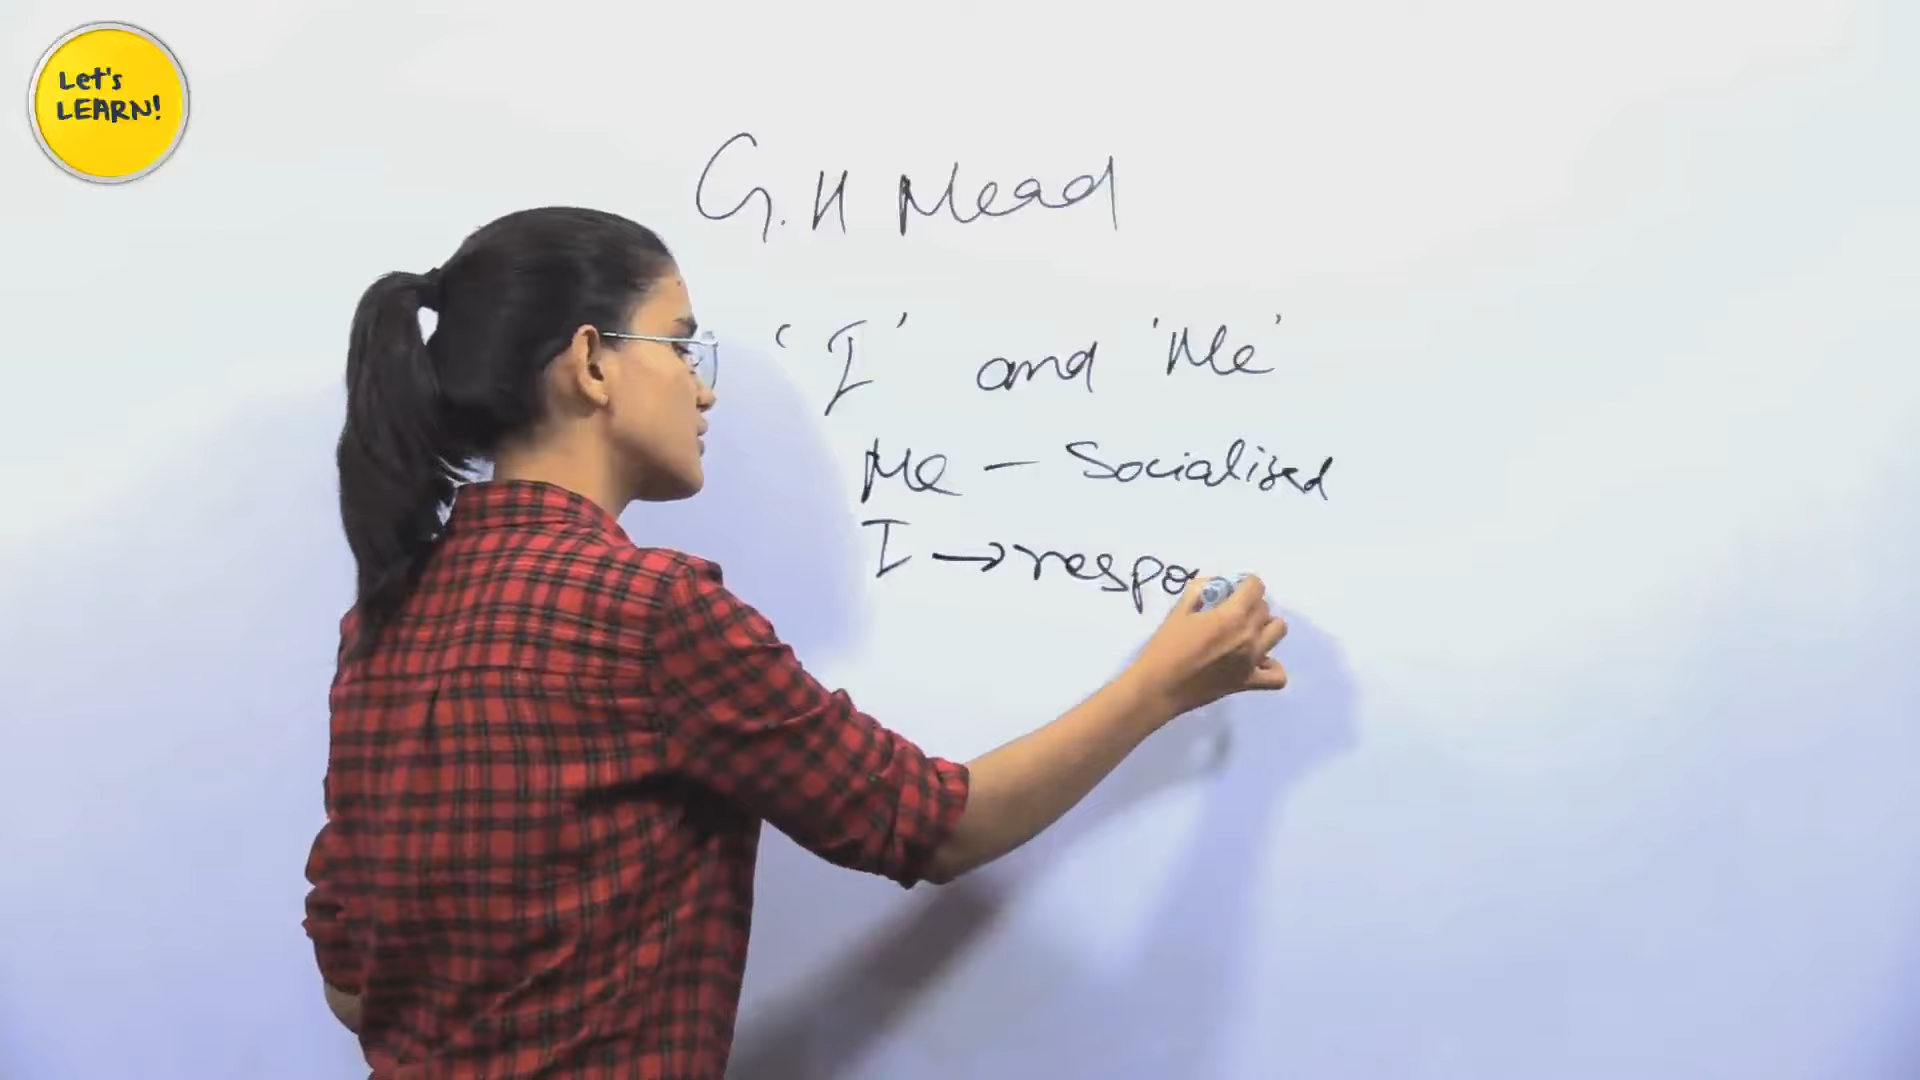 Let's
LEARN!
G.H Mead
'I' and 'Me'
Me — Socialised
I → respo